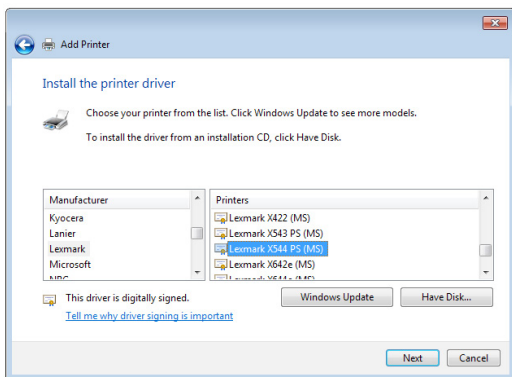 Add Printer
Install the printer driver
Choose your printer from the list. Click Windows Update to see more models.
To install the driver from an installation CD, click Have Disk.
Manufacturer
Kyocera
Lanier
Lexmark
Microsoft
Printers
Lexmark X422 (MS)
Lexmark X543 PS (MS)
Lexmark X544 PS (MS)
Lexmark X642e (MS)
This driver is digitally signed.
Tell me why driver signing is important
Windows Update
Have Disk...
Next
Cancel